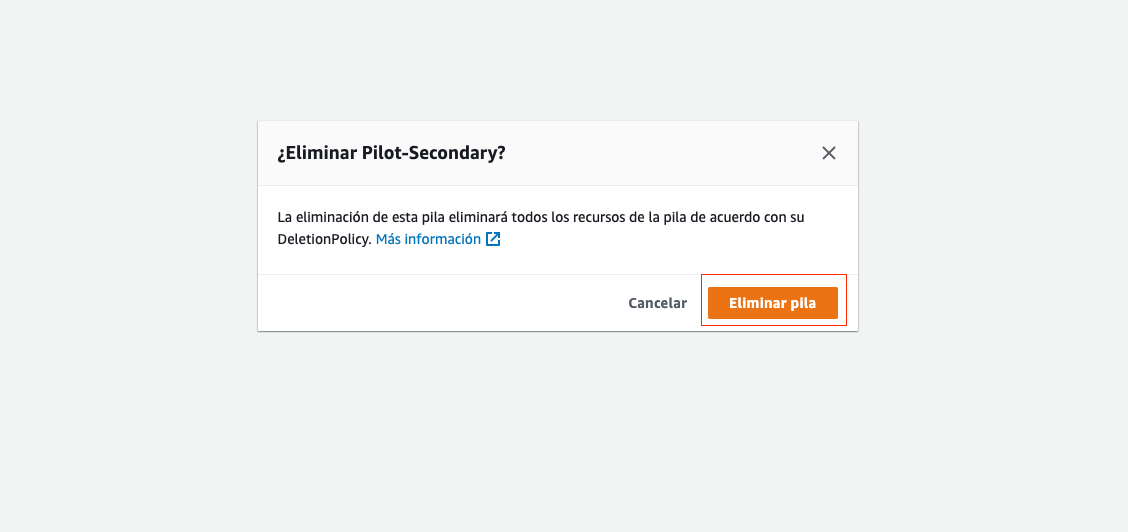 ¿Eliminar Pilot-Secondary?
La eliminación de esta pila eliminará todos los recursos de la pila de acuerdo con su
DeletionPolicy. Más información
Cancelar
Eliminar pila